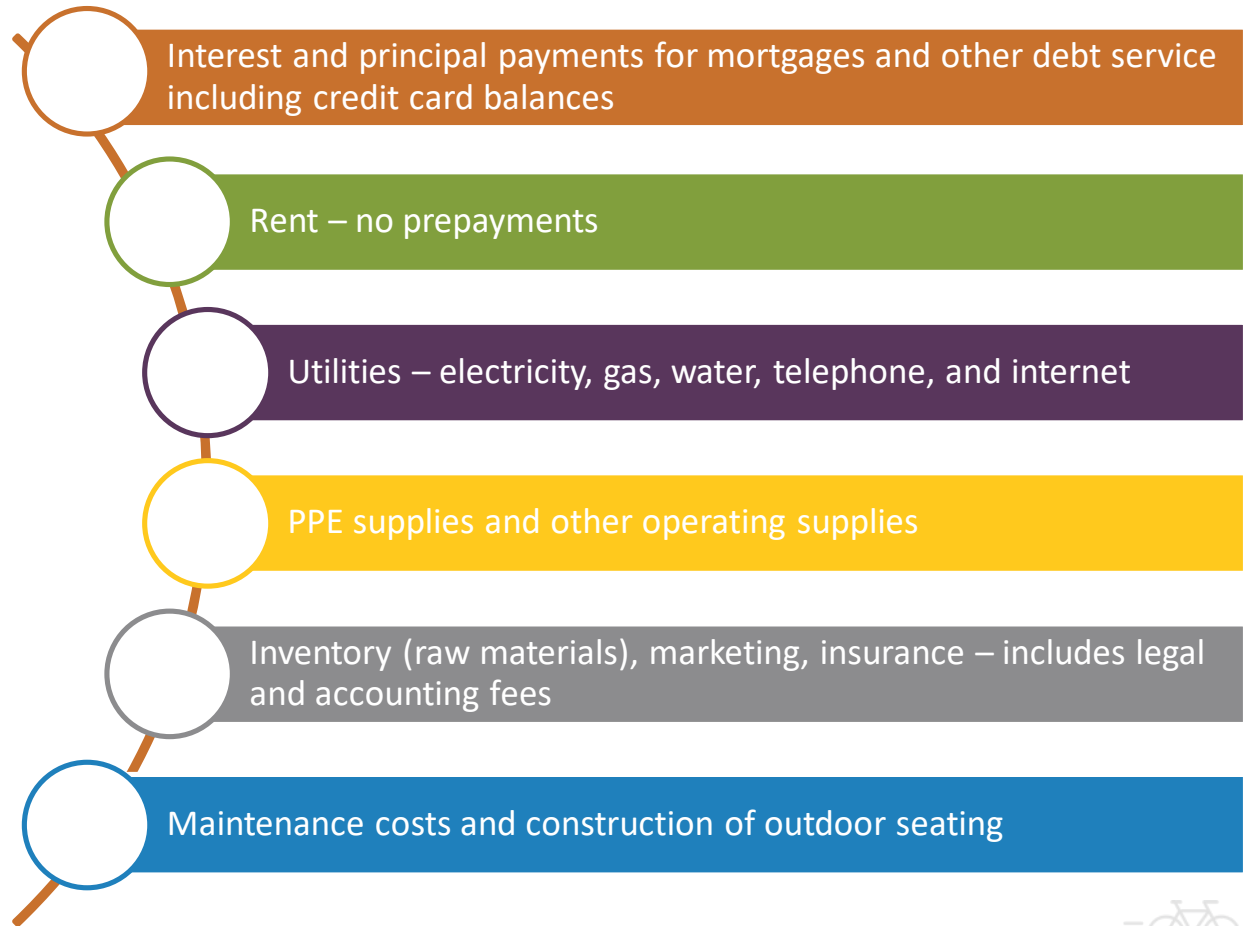 Interest and principal payments for mortgages and other debt service
including credit card balances
Rent – no prepayments
Utilities – electricity, gas, water, telephone, and internet
PPE supplies and other operating supplies
Inventory (raw materials), marketing, insurance – includes legal
and accounting fees
Maintenance costs and construction of outdoor seating